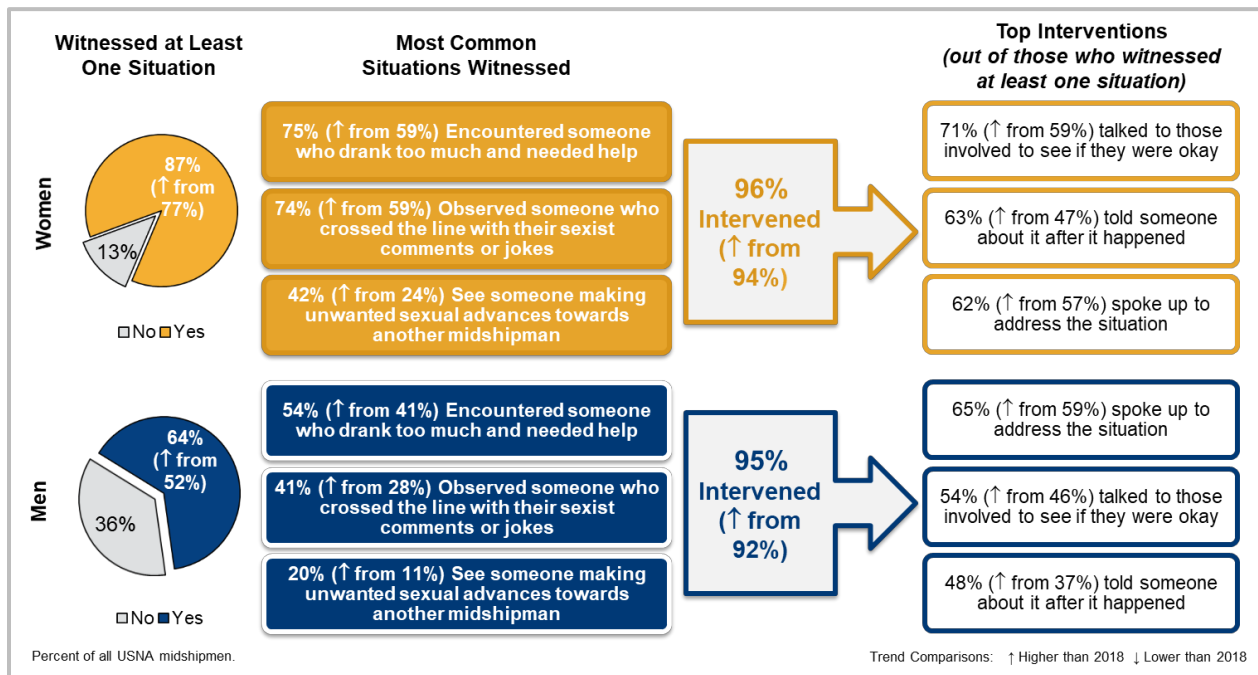 Witnessed at Least
One Situation
Most Common
Situations Witnessed
Top Interventions
(out of those who witnessed
at least one situation)
Women
87%
(↑ from
77%)
13%
No Yes
75% (↑ from 59%) Encountered someone
who drank too much and needed help
74% (↑ from 59%) Observed someone who
crossed the line with their sexist
comments or jokes
42% (↑ from 24%) See someone making
unwanted sexual advances towards
another midshipman
96%
Intervened
(↑ from
94%)
71% (↑ from 59%) talked to those
involved to see if they were okay
63% (↑ from 47%) told someone
about it after it happened
62% (↑ from 57%) spoke up to
address the situation
Men
64%
(↑ from
52%)
36%
No Yes
54% (↑ from 41%) Encountered someone
who drank too much and needed help
41% (↑ from 28%) Observed someone who
crossed the line with their sexist
comments or jokes
20% (↑ from 11%) See someone making
unwanted sexual advances towards
another midshipman
95%
Intervened
(↑ from
92%)
65% (↑ from 59%) spoke up to
address the situation
54% (↑ from 46%) talked to those
involved to see if they were okay
48% (↑ from 37%) told someone
about it after it happened
Percent of all USNA midshipmen.
Trend Comparisons: ↑ Higher than 2018 ↓ Lower than 2018